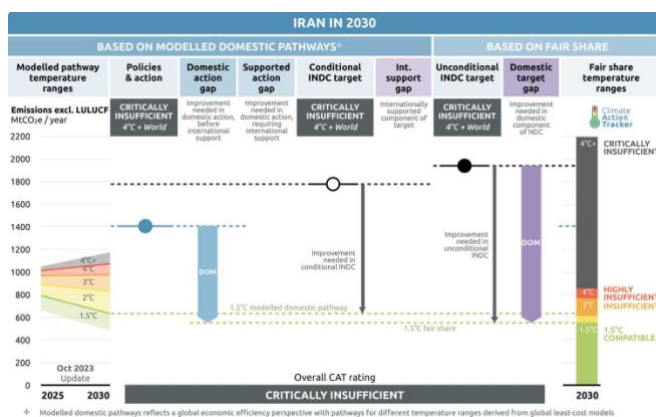 IRAN IN 2030
BASED ON MODELLED DOMESTIC PATHWAYS✧
BASED ON FAIR SHARE
Modelled pathway
temperature
ranges
Policies
& action
Domestic
action
gap
Supported
action
gap
Conditional
INDC target
Int.
support
gap
Unconditional
INDC target
Domestic
target
gap
Fair share
temperature
ranges
Emissions excl. LULUCF
MtCO₂e / year
CRITICALLY
INSUFFICIENT
4°C + World
Improvement
needed in
domestic action,
before
international
support
Improvement
needed in
domestic action,
requiring
international
support
CRITICALLY
INSUFFICIENT
4°C + World
Internationally
supported
component of
target
CRITICALLY
INSUFFICIENT
4°C + World
Improvement
needed in
domestic
component
of NDC
Climate
Action
Tracker
2200
2000
1800
1600
1400
1200
1000
800
600
400
200
0
4°C+
4°C
3°C
2°C
1.5°C
DOM
Improvement
needed in
conditional INDC
Improvement
needed in
unconditional
INDC
DOM
1.5°C modelled domestic pathway
1.5°C fair share
4°C+
CRITICALLY
INSUFFICIENT
4°C
HIGHLY
INSUFFICIENT
3°C
INSUFFICIENT
1.5°C
1.5°C
COMPATIBLE
Oct 2023
Update
2025
2030
Overall CAT rating
CRITICALLY INSUFFICIENT
2030
✧ Modelled domestic pathways reflects a global economic efficiency perspective with pathways for different temperature ranges derived from global least-cost models